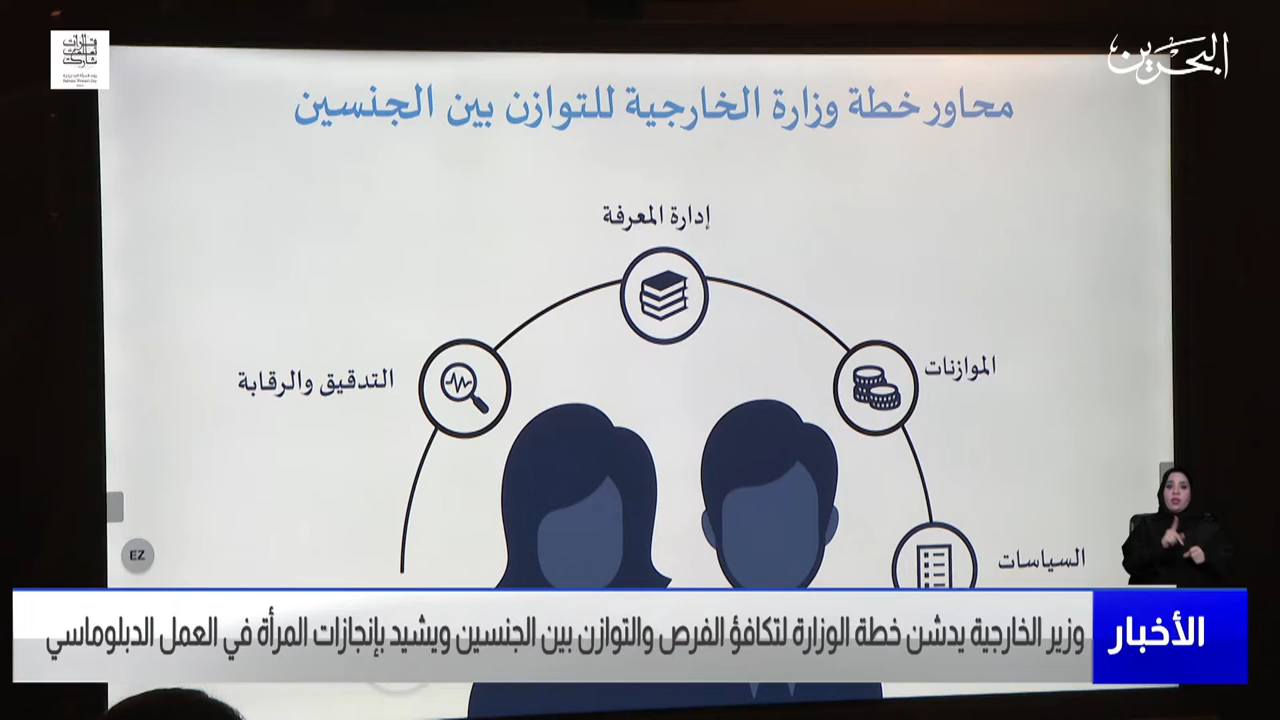 البحرين
محاور خطة وزارة الخارجية للتوازن بين الجنسين
إدارة المعرفة
الموازنات
التدقيق والرقابة
السياسات
EZ
الأخبار
وزير الخارجية يدشن خطة الوزارة لتكافؤ الفرص والتوازن بين الجنسين ويشيد بإنجازات المرأة في العمل الدبلوماسي